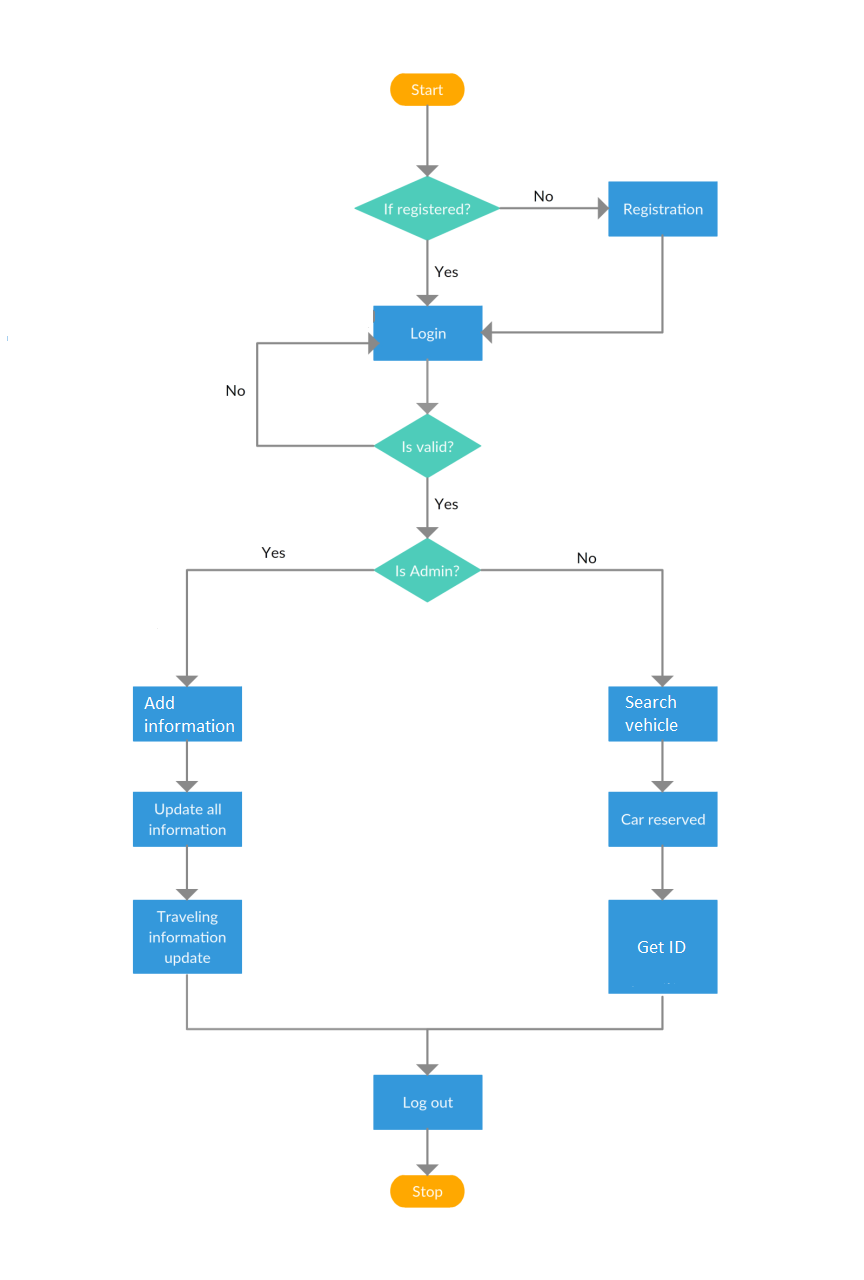 Start
If registered?
No
Registration
Yes
Login
No
Is valid?
Yes
Yes
Is Admin?
No
Add
information
Search
vehicle
Update all
information
Car reserved
Traveling
information
update
Get ID
Log out
Stop